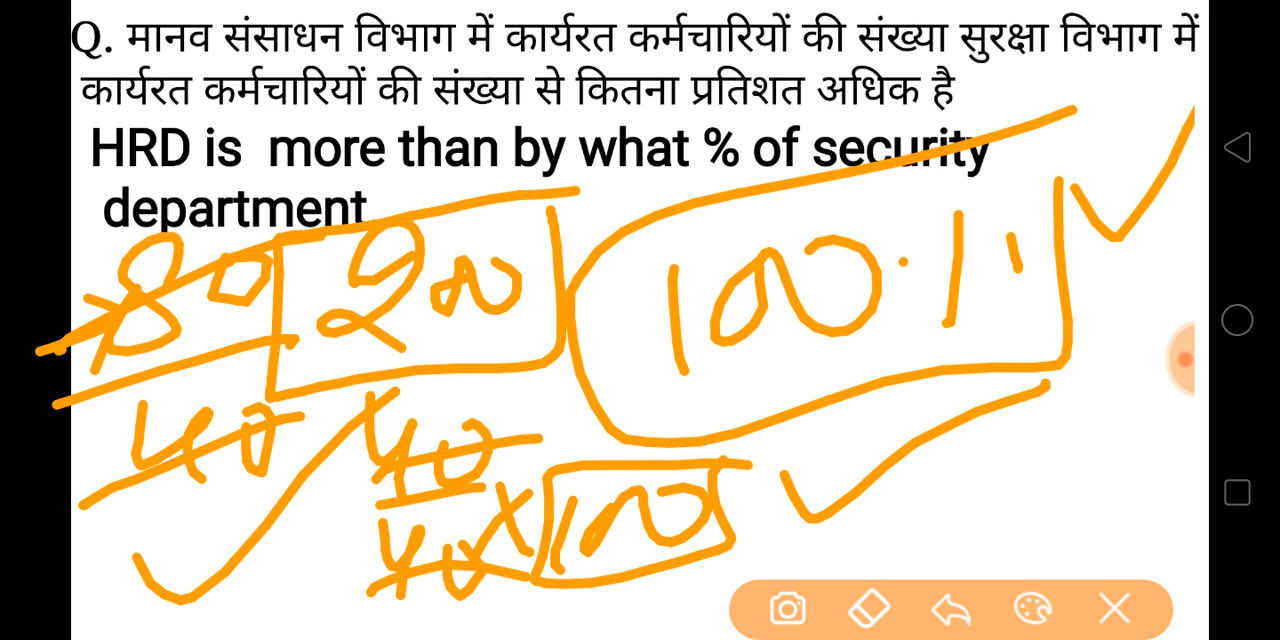 Q. मानव संसाधन विभाग में कार्यरत कर्मचारियों की संख्या सुरक्षा विभाग में
कार्यरत कर्मचारियों की संख्या से कितना प्रतिशत अधिक है
HRD is more than by what % of security
department
80 200 100%
40 40
40 × 100